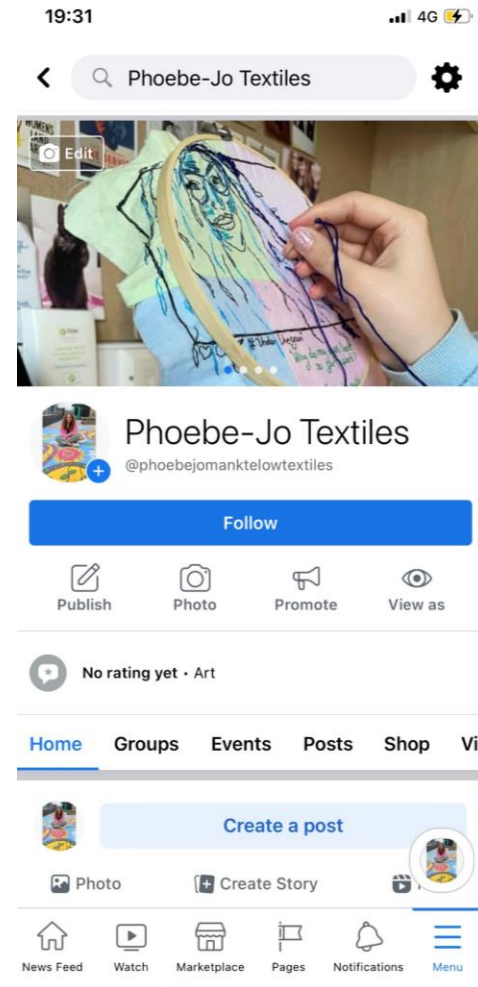 19:31
4G
Phoebe-Jo Textiles
Edit
Phoebe-Jo Textiles
@phoebejomanktelowtextiles
Follow
Publish Photo Promote View as
No rating yet · Art
Home Groups Events Posts Shop Vi
Create a post
Photo Create Story
News Feed Watch Marketplace Pages Notifications Menu